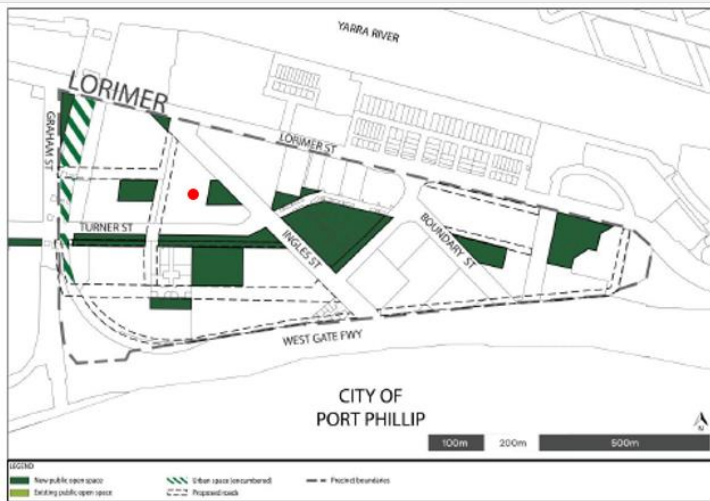 YARRA RIVER
LORIMER
GRAHAM ST
LORIMER ST
TURNER ST
INGLES ST
BOUNDARY ST
WEST GATE FWY
CITY OF
PORT PHILLIP
100m 200m 500m
N
LEGEND
New public open space
Urban space (encumbered)
Precinct boundaries
Existing public open space
Proposed roads